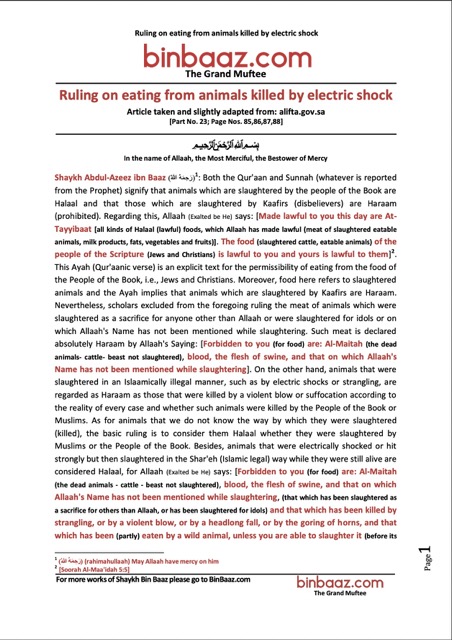 Ruling on eating from animals killed by electric shock
binbaaz.com
The Grand Muftee
Ruling on eating from animals killed by electric shock
Article taken and slightly adapted from: alifta.gov.sa
[Part No. 23; Page Nos. 85,86,87,88]
بِسْمِ اللَّهِ الرَّحْمَنِ الرَّحِيمِ
In the name of Allaah, the Most Merciful, the Bestower of Mercy
Shaykh Abdul-Azeez ibn Baaz (رَحِمَهُ اللهُ)¹: Both the Qur'aan and Sunnah (whatever is reported
from the Prophet) signify that animals which are slaughtered by the people of the Book are
Halaal and that those which are slaughtered by Kaafirs (disbelievers) are Haraam
(prohibited). Regarding this, Allaah (Exalted be He) says: [Made lawful to you this day are At-
Tayyibaat [all kinds of Halaal (lawful) foods, which Allaah has made lawful (meat of slaughtered eatable
animals, milk products, fats, vegetables and fruits)]. The food (slaughtered cattle, eatable animals) of the
people of the Scripture (Jews and Christians) is lawful to you and yours is lawful to them]².
This Ayah (Qur'aanic verse) is an explicit text for the permissibility of eating from the food of
the People of the Book, i.e., Jews and Christians. Moreover, food here refers to slaughtered
animals and the Ayah implies that animals which are slaughtered by Kaafirs are Haraam.
Nevertheless, scholars excluded from the foregoing ruling the meat of animals which were
slaughtered as a sacrifice for anyone other than Allaah or were slaughtered for idols or on
which Allaah's Name has not been mentioned while slaughtering. Such meat is declared
absolutely Haraam by Allaah's Saying: [Forbidden to you (for food) are: Al-Maitah (the dead
animals- cattle- beast not slaughtered), blood, the flesh of swine, and that on which Allaah's
Name has not been mentioned while slaughtering]. On the other hand, animals that were
slaughtered in an Islaamically illegal manner, such as by electric shocks or strangling, are
regarded as Haraam as those that were killed by a violent blow or suffocation according to
the reality of every case and whether such animals were killed by the People of the Book or
Muslims. As for animals that we do not know the way by which they were slaughtered
(killed), the basic ruling is to consider them Halaal whether they were slaughtered by
Muslims or the People of the Book. Besides, animals that were electrically shocked or hit
strongly but then slaughtered in the Shar'eh (Islamic legal) way while they were still alive are
considered Halaal, for Allaah (Exalted be He) says: [Forbidden to you (for food) are: Al-Maitah
(the dead animals - cattle - beast not slaughtered), blood, the flesh of swine, and that on which
Allaah's Name has not been mentioned while slaughtering, (that which has been slaughtered as
a sacrifice for others than Allaah, or has been slaughtered for idols) and that which has been killed by
strangling, or by a violent blow, or by a headlong fall, or by the goring of horns, and that
which has been (partly) eaten by a wild animal, unless you are able to slaughter it (before its
¹ (رَحِمَهُ اللهُ) (rahimahullaah) May Allaah have mercy on him
² [Soorah Al-Maa'idah 5:5]
For more works of Shaykh Bin Baaz please go to BinBaaz.com
binbaaz.com
The Grand Muftee
Page 1